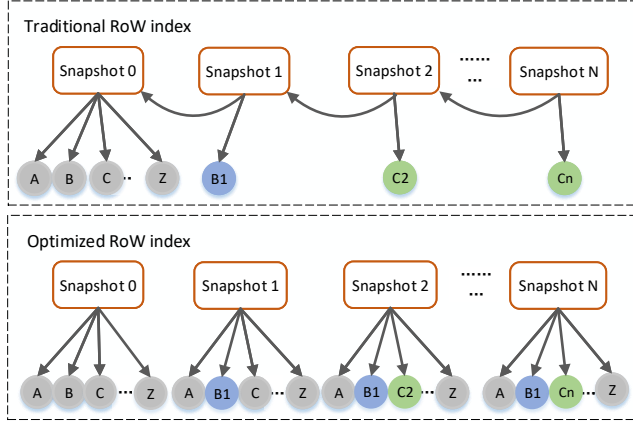 Traditional RoW index
Snapshot 0 Snapshot 1 Snapshot 2 ...... ... Snapshot N
A B C .. Z B1 C2 Cn
Optimized RoW index
Snapshot 0 Snapshot 1 Snapshot 2 ...... ... Snapshot N
A B C ... Z A B1 C ... Z A B1 C2 ... Z A B1 Cn ... Z